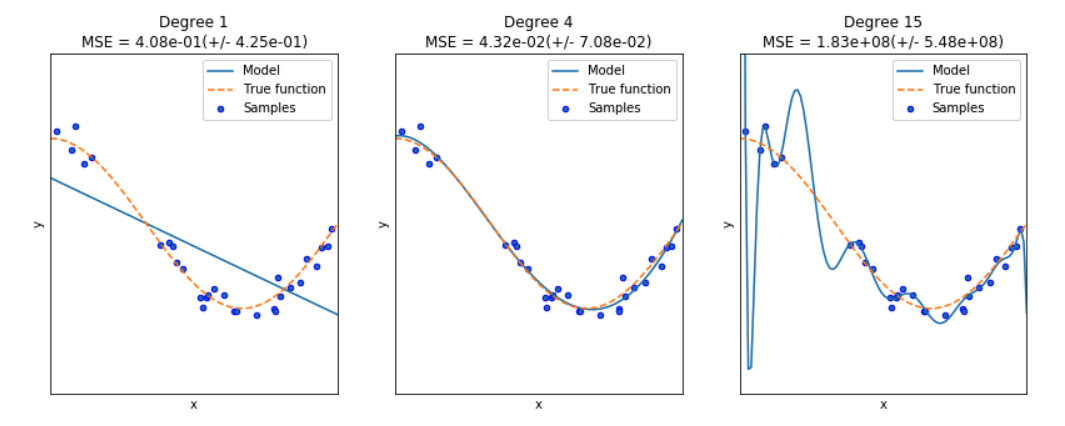 Degree 1
MSE = 4.08e-01(+/- 4.25e-01)
Model
True function
Samples
y
x
Degree 4
MSE = 4.32e-02(+/- 7.08e-02)
Model
True function
Samples
y
x
Degree 15
MSE = 1.83e+08(+/- 5.48e+08)
Model
True function
Samples
y
x